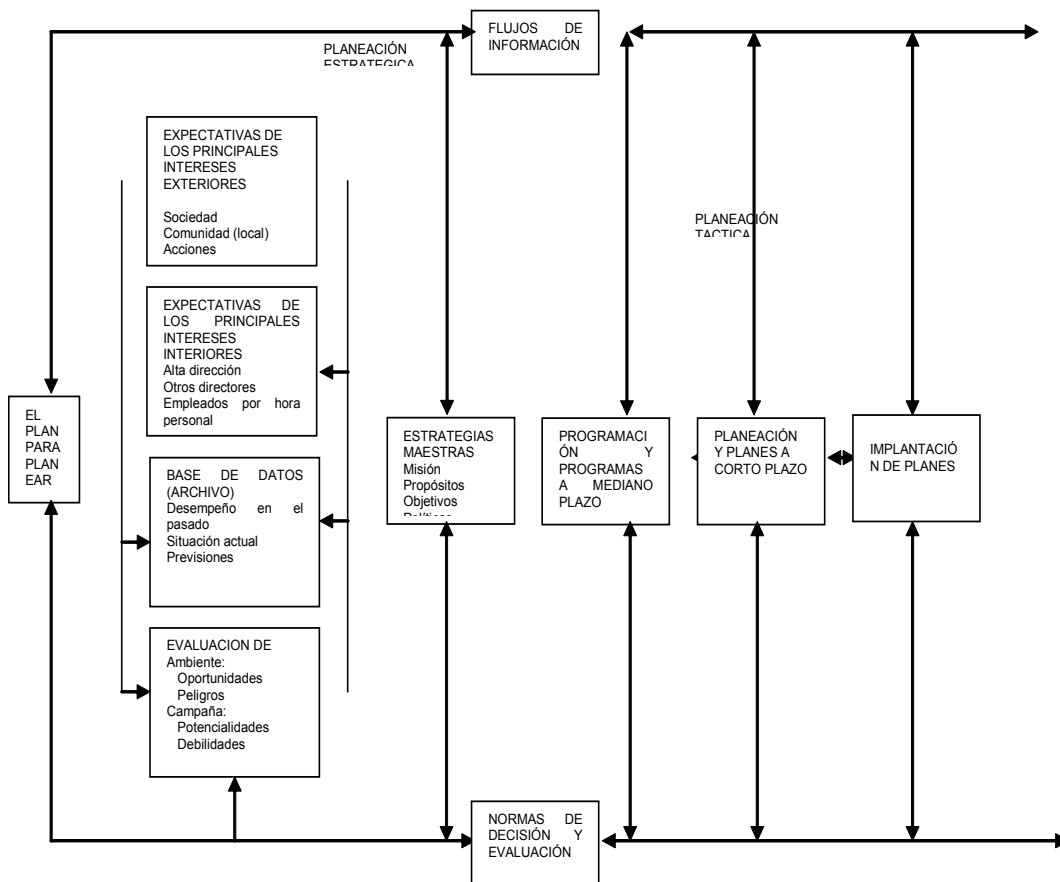 FLUJOS DE
INFORMACIÓN
PLANEACIÓN
ESTRATEGICA
EXPECTATIVAS DE
LOS PRINCIPALES
INTERESES
EXTERIORES
Sociedad
Comunidad (local)
Acciones
PLANEACIÓN
TACTICA
EXPECTATIVAS DE
LOS PRINCIPALES
INTERESES
INTERIORES
Alta dirección
Otros directores
Empleados por hora
personal
EL
PLAN
PARA
PLAN
EAR
BASE DE DATOS
(ARCHIVO)
Desempeño en el
pasado
Situación actual
Previsiones
ESTRATEGIAS
MAESTRAS
Misión
Propósitos
Objetivos
Políticas
PROGRAMACI
ÓN Y
PROGRAMAS
A MEDIANO
PLAZO
PLANEACIÓN
Y PLANES A
CORTO PLAZO
IMPLANTACIÓ
N DE PLANES
EVALUACION DE
Ambiente:
Oportunidades
Peligros
Campaña:
Potencialidades
Debilidades
NORMAS DE
DECISIÓN Y
EVALUACIÓN